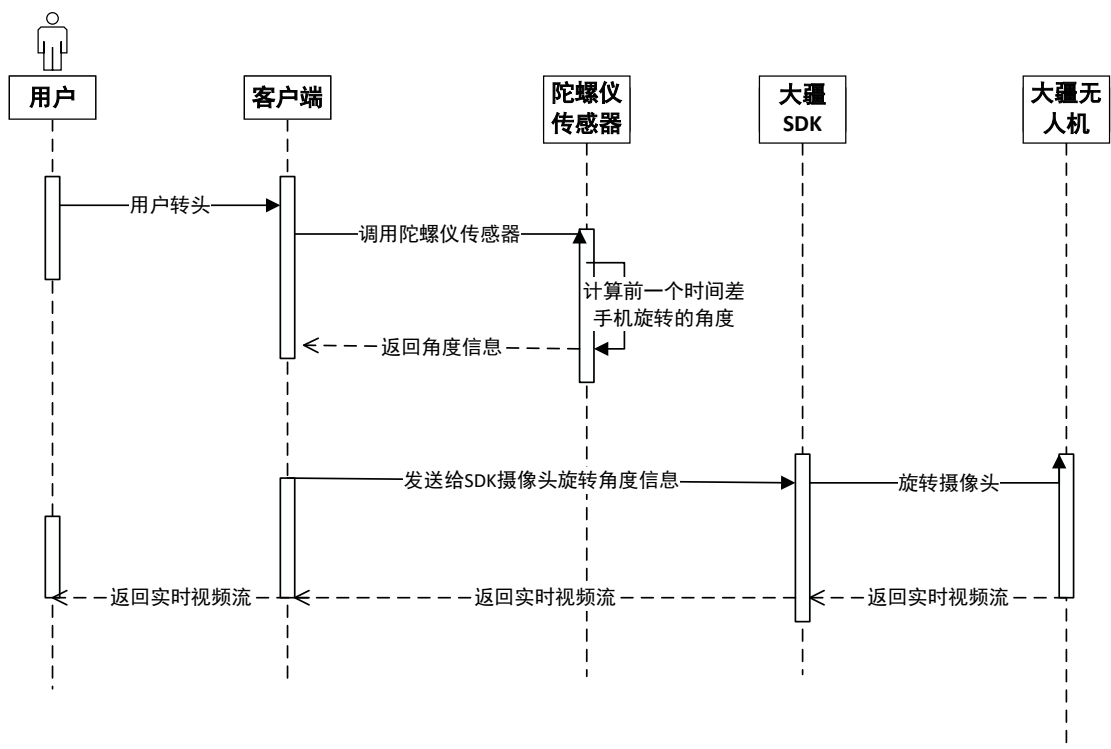 用户
客户端
陀螺仪
传感器
大疆
SDK
大疆无
人机
用户转头
调用陀螺仪传感器
计算前一个时间差
手机旋转的角度
返回角度信息
发送给SDK摄像头旋转角度信息
旋转摄像头
返回实时视频流
返回实时视频流
返回实时视频流